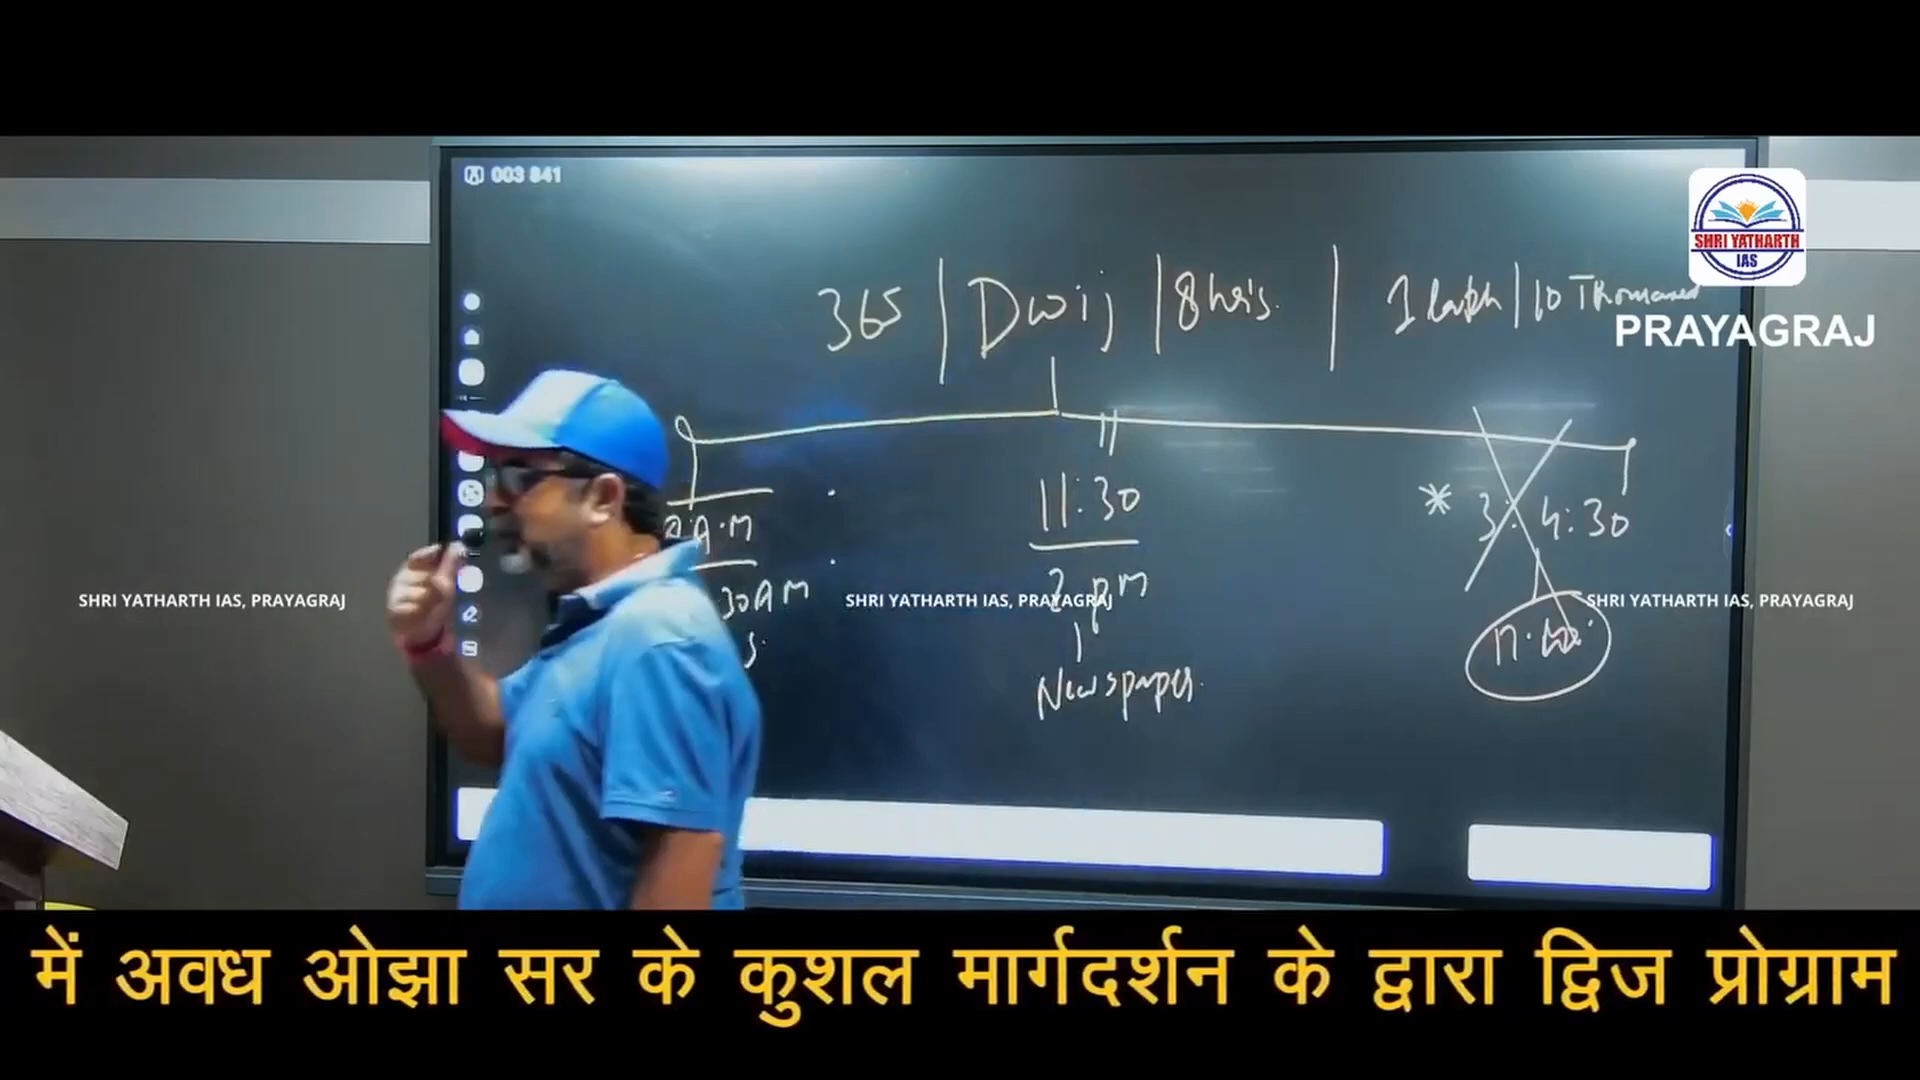 003 841
SHRI YATHARTH
IAS
PRAYAGRAJ
365 | Dwij | 8 hrs. | 1 lakh | 10 Thousand
A.M 11:30 * 3: 4:30
30AM 2 pm
SHRI YATHARTH IAS, PRAYAGRAJ SHRI YATHARTH IAS, PRAYAGRAJ SHRI YATHARTH IAS, PRAYAGRAJ
Newspaper.
में अवध ओझा सर के कुशल मार्गदर्शन के द्वारा द्विज प्रोग्राम